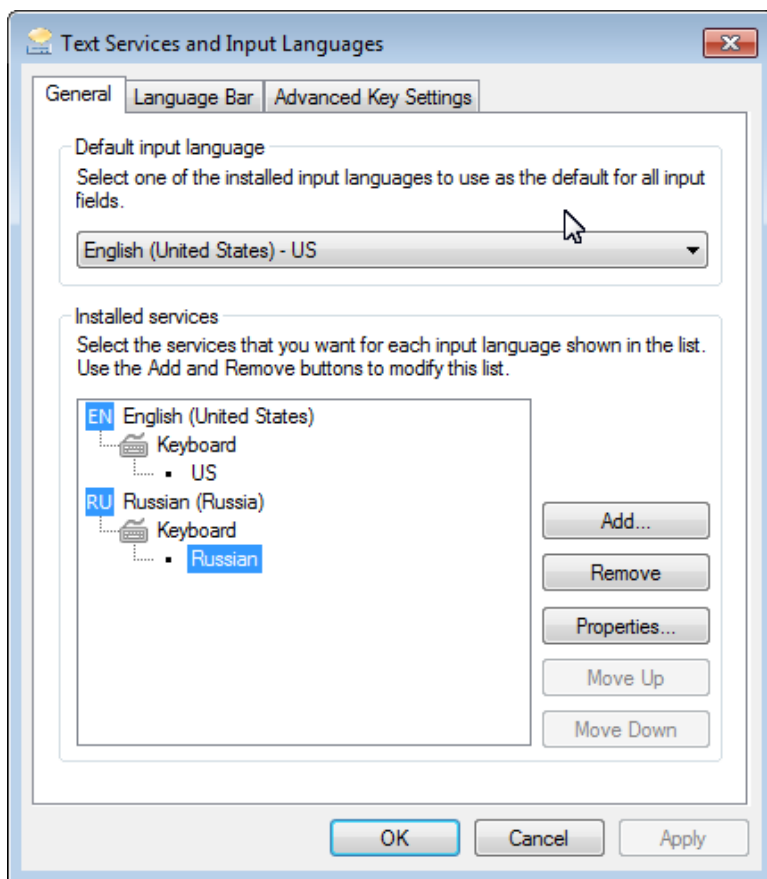 Text Services and Input Languages
General Language Bar Advanced Key Settings
Default input language
Select one of the installed input languages to use as the default for all input
fields.
English (United States) - US
Installed services
Select the services that you want for each input language shown in the list.
Use the Add and Remove buttons to modify this list.
EN English (United States)
Keyboard
US
RU Russian (Russia)
Keyboard
Russian
Add...
Remove
Properties...
Move Up
Move Down
OK Cancel Apply